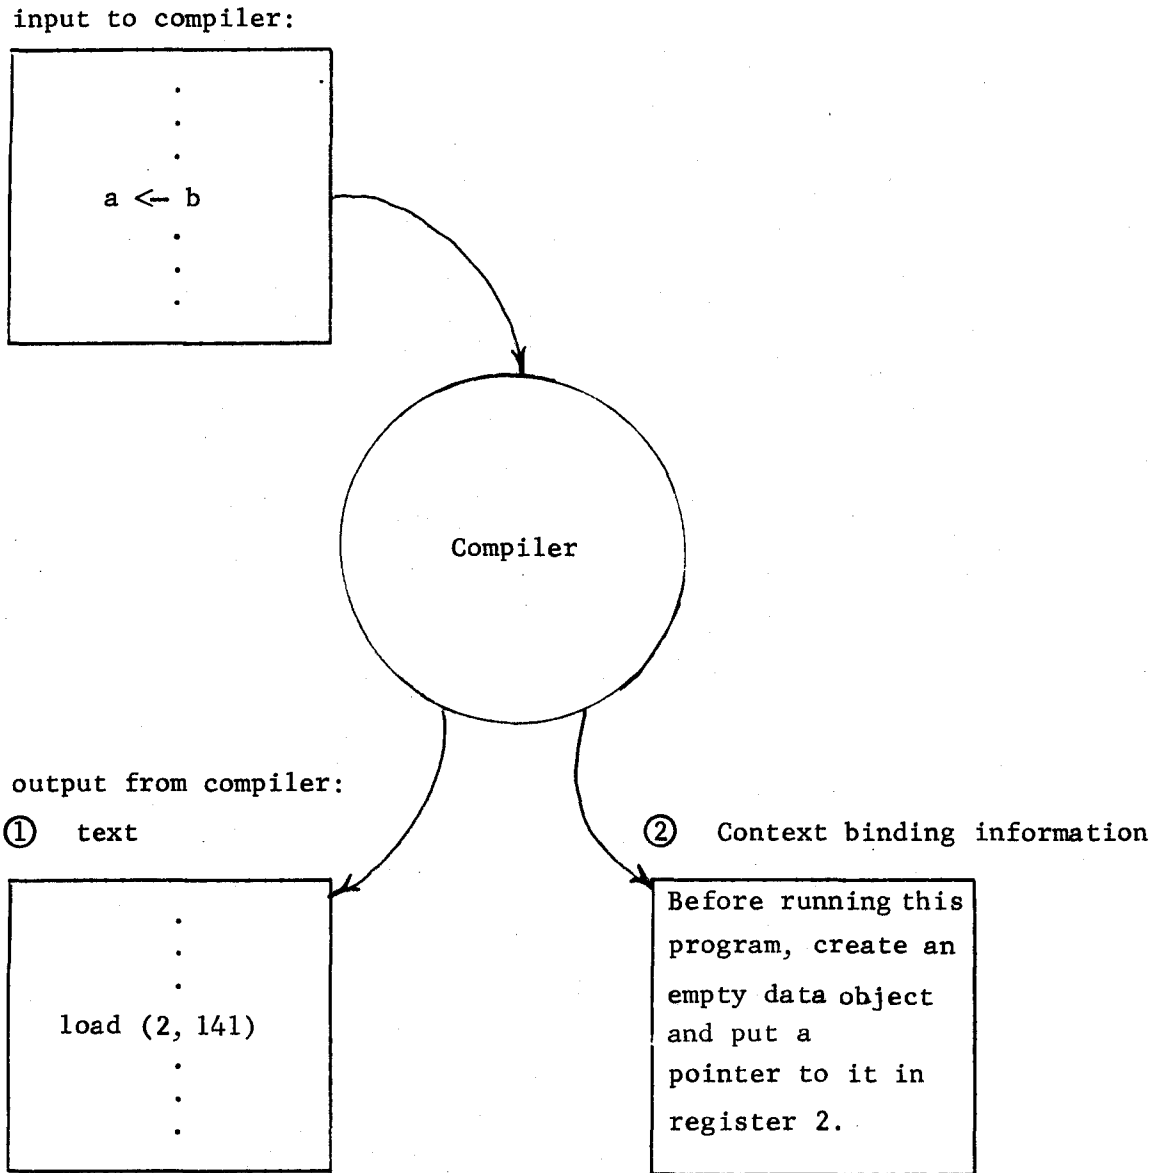 input to compiler:
.
.
.
a <- b
.
.
.
Compiler
output from compiler:
① text
② Context binding information
.
.
.
load (2, 141)
.
.
.
Before running this
program, create an
empty data object
and put a
pointer to it in
register 2.